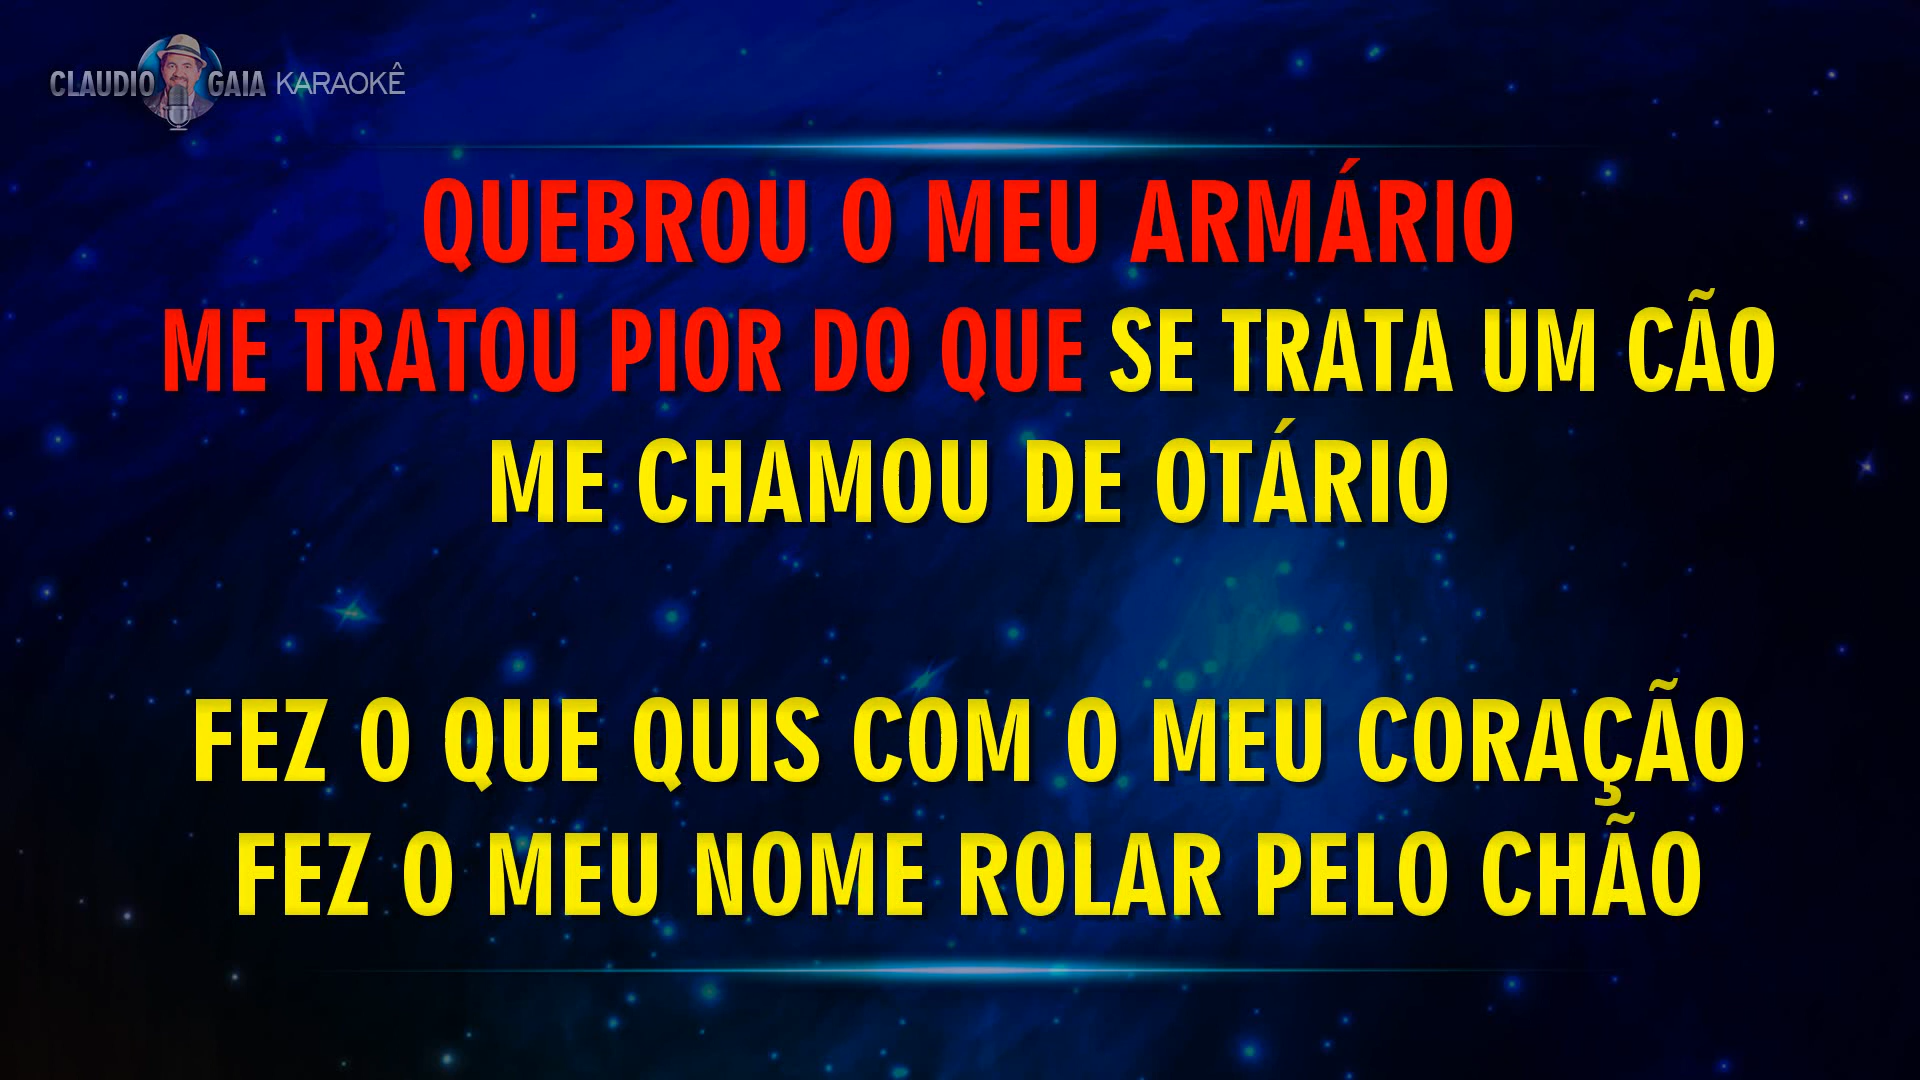 CLAUDIO GAIA KARAOKÊ
QUEBROU O MEU ARMÁRIO
ME TRATOU PIOR DO QUE SE TRATA UM CÃO
ME CHAMOU DE OTÁRIO
FEZ O QUE QUIS COM O MEU CORAÇÃO
FEZ O MEU NOME ROLAR PELO CHÃO